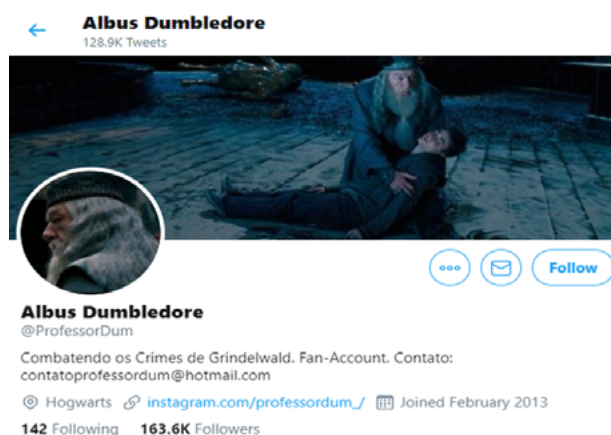 Albus Dumbledore
128.9K Tweets
Follow
Albus Dumbledore
@ProfessorDum
Combatendo os Crimes de Grindelwald. Fan-Account. Contato:
contatoprofessordum@hotmail.com
Hogwarts instagram.com/professordum_/ Joined February 2013
142 Following 163.6K Followers